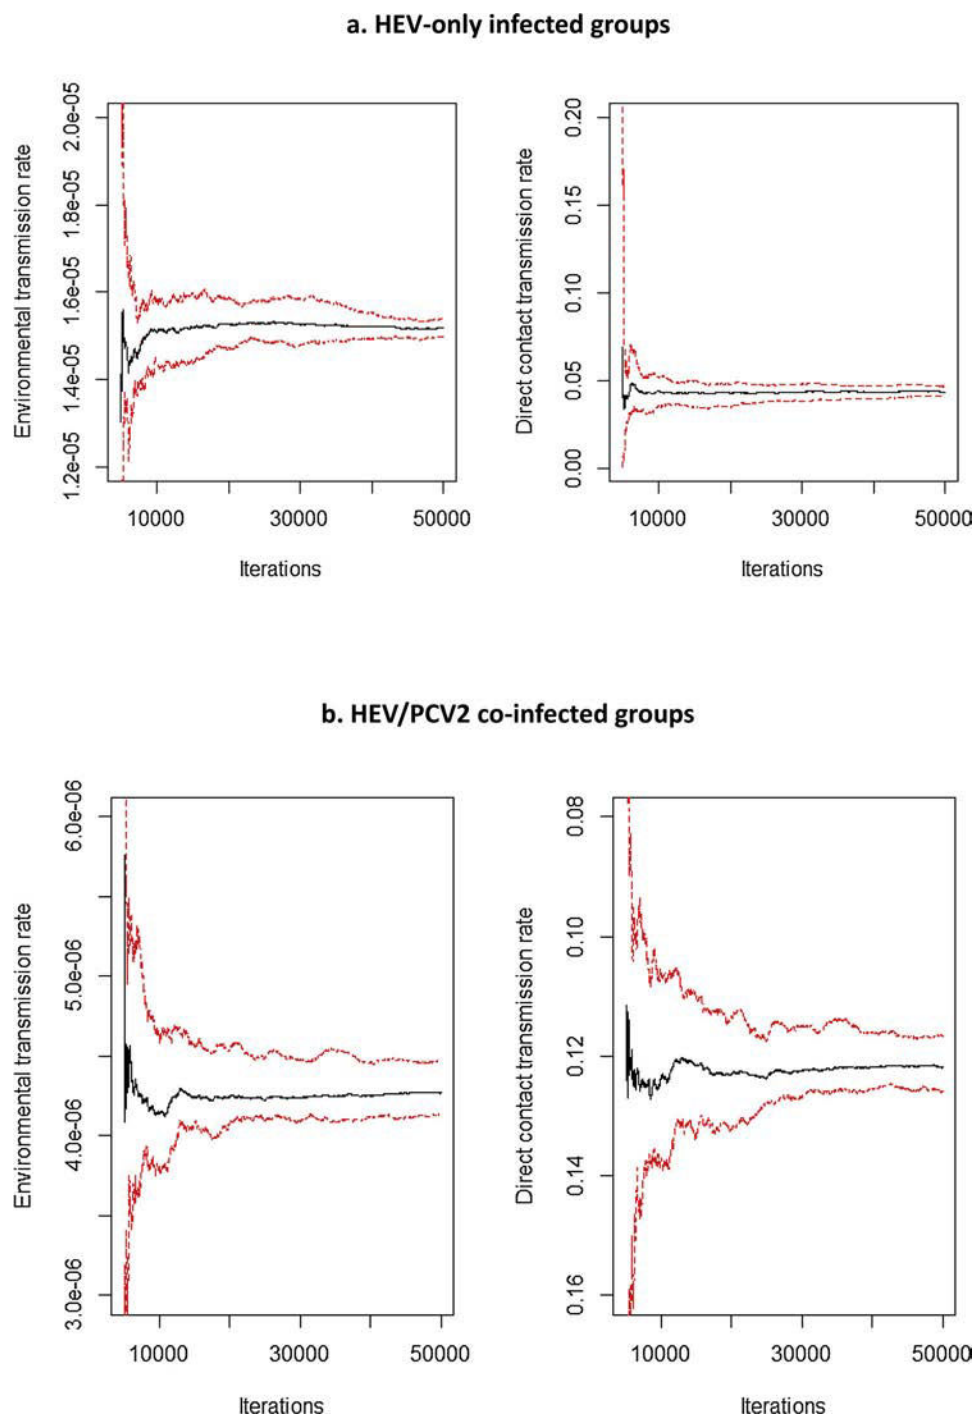 a. HEV-only infected groups
Environmental transmission rate
1.2e-05 1.4e-05 1.6e-05 1.8e-05 2.0e-05
10000 30000 50000
Iterations
Direct contact transmission rate
0.00 0.05 0.10 0.15 0.20
10000 30000 50000
Iterations
b. HEV/PCV2 co-infected groups
Environmental transmission rate
3.0e-06 4.0e-06 5.0e-06 6.0e-06
10000 30000 50000
Iterations
Direct contact transmission rate
0.16 0.14 0.12 0.10 0.08
10000 30000 50000
Iterations